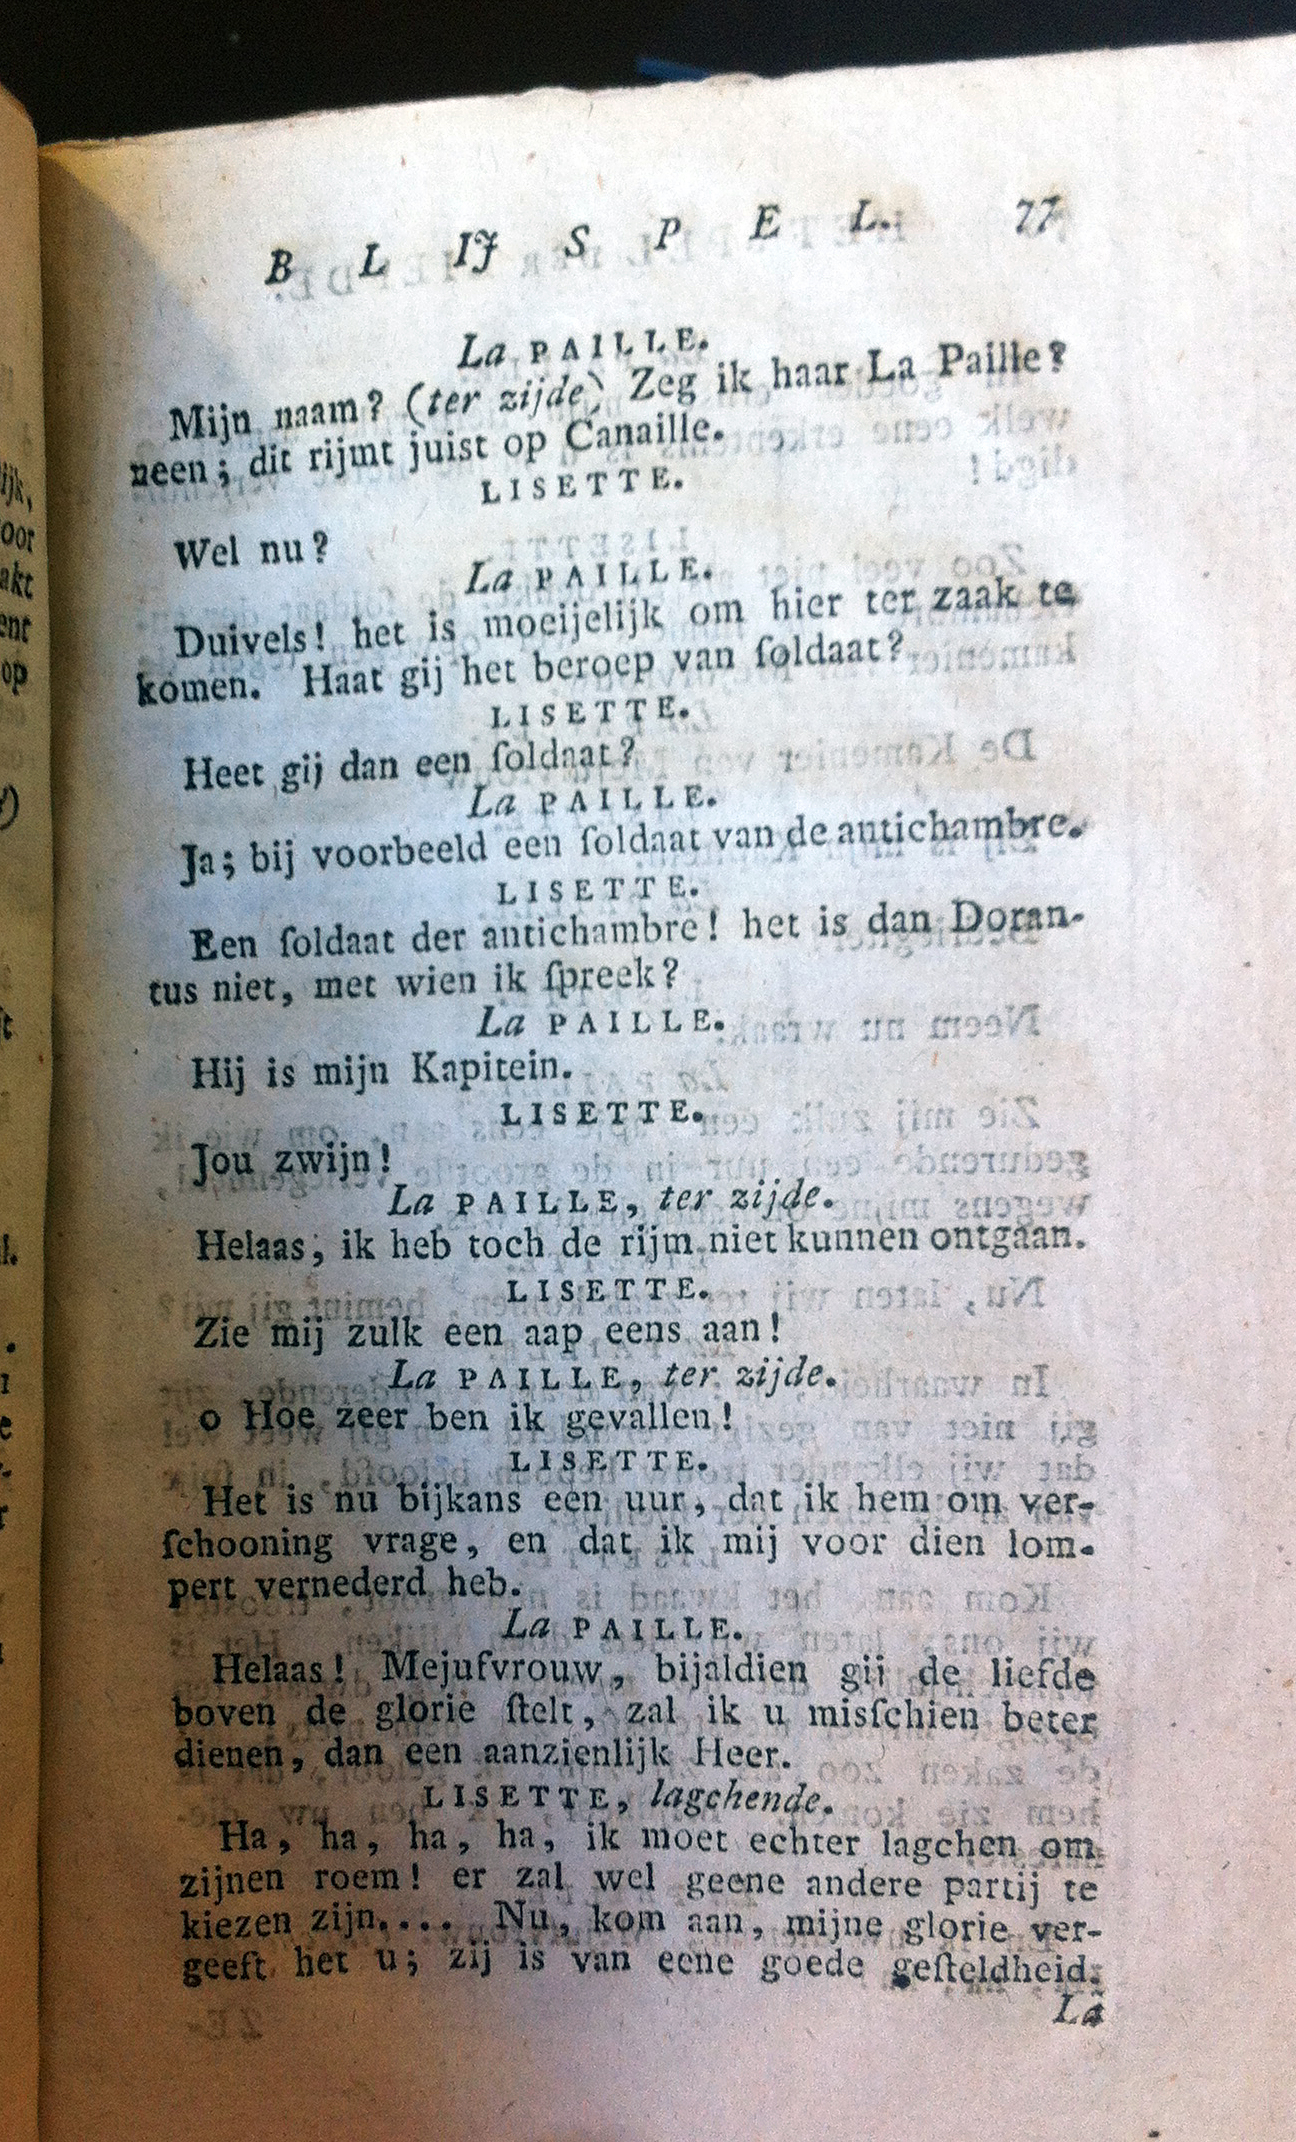 BLIJSPEL. 77
La PAILLE.
Mijn naam? (ter zijde) Zeg ik haar La Paille?
neen; dit rijmt juist op Canaille.
LISETTE.
Wel nu?
La PAILLE.
Duivels! het is moeijelijk om hier ter zaak te
komen. Haat gij het beroep van ſoldaat?
LISETTE.
Heet gij dan een ſoldaat?
La PAILLE.
Ja; bij voorbeeld een ſoldaat van de antichambre.
LISETTE.
Een ſoldaat der antichambre! het is dan Doran-
tus niet, met wien ik ſpreek?
La PAILLE.
Hij is mijn Kapitein.
LISETTE.
Jou zwijn!
La PAILLE, ter zijde.
Helaas, ik heb toch de rijm niet kunnen ontgaan.
LISETTE.
Zie mij zulk een aap eens aan!
La PAILLE, ter zijde.
o Hoe zeer ben ik gevallen!
LISETTE.
Het is nu bijkans een uur, dat ik hem om ver-
ſchooning vrage, en dat ik mij voor dien lom-
pert vernederd heb.
La PAILLE.
Helaas! Mejufvrouw, bijaldien gij de liefde
boven de glorie ſtelt, zal ik u misſchien beter
dienen, dan een aanzienlijk Heer.
LISETTE, lagchende.
Ha, ha, ha, ha, ik moet echter lagchen om
zijnen roem! er zal wel geene andere partij te
kiezen zijn.... Nu, kom aan, mijne glorie ver-
geeft het u; zij is van eene goede geſteldheid.
La